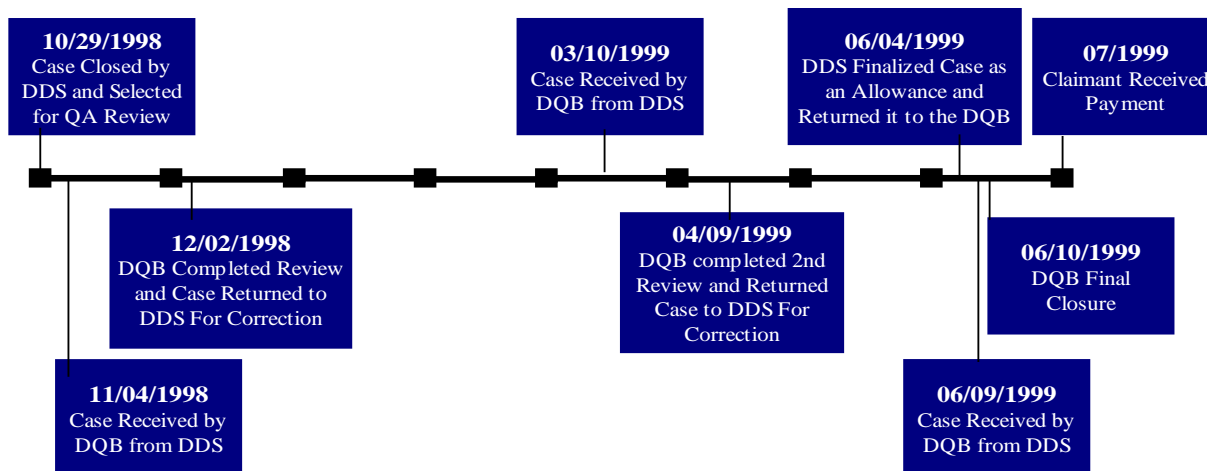 10/29/1998
Case Closed by
DDS and Selected
for QA Review
03/10/1999
Case Received by
DQB from DDS
06/04/1999
DDS Finalized Case as
an Allowance and
Returned it to the DQB
07/1999
Claimant Received
Payment
12/02/1998
DQB Completed Review
and Case Returned to
DDS For Correction
04/09/1999
DQB completed 2nd
Review and Returned
Case to DDS For
Correction
06/10/1999
DQB Final
Closure
11/04/1998
Case Received by
DQB from DDS
06/09/1999
Case Received by
DQB from DDS